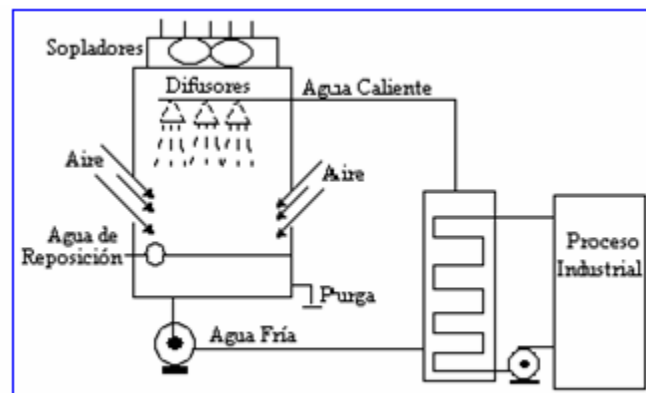 Sopladores
Difusores
Agua Caliente
Aire
Aire
Agua de
Reposición
Proceso
Industrial
Purga
Agua Fría